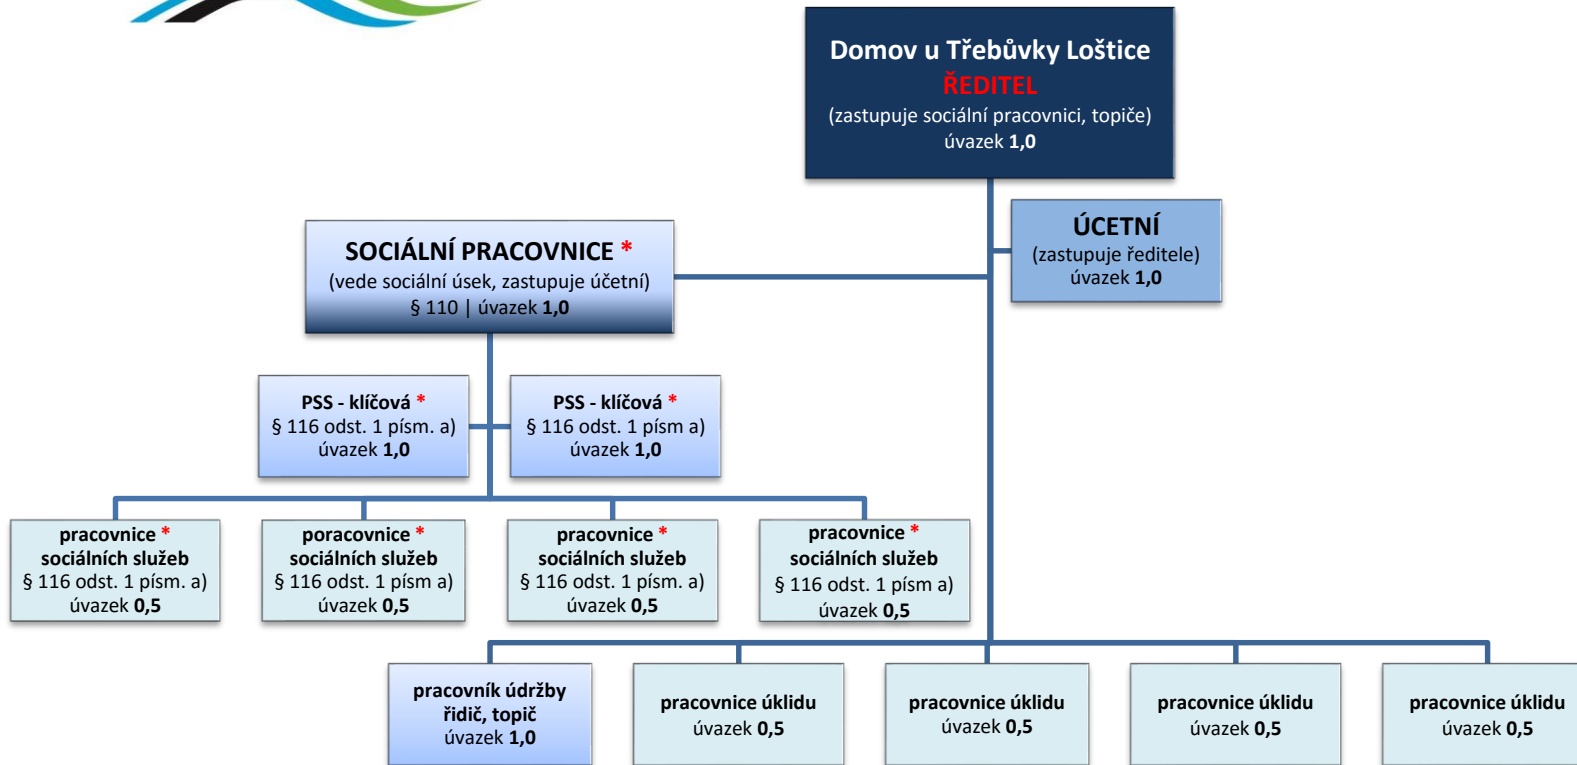 Domov u Třebůvky Loštice
ŘEDITEL
(zastupuje sociální pracovnici, topiče)
úvazek 1,0
ÚCETNÍ
(zastupuje ředitele)
úvazek 1,0
SOCIÁLNÍ PRACOVNICE *
(vede sociální úsek, zastupuje účetní)
§ 110 | úvazek 1,0
PSS - klíčová *
§ 116 odst. 1 písm. a)
úvazek 1,0
PSS - klíčová *
§ 116 odst. 1 písm a)
úvazek 1,0
pracovnice *
sociálních služeb
§ 116 odst. 1 písm a)
úvazek 0,5
poracovnice *
sociálních služeb
§ 116 odst. 1 písm. a)
úvazek 0,5
pracovnice *
sociálních služeb
§ 116 odst. 1 písm. a)
úvazek 0,5
pracovnice *
sociálních služeb
§ 116 odst. 1 písm a)
úvazek 0,5
pracovník údržby
řidič, topič
úvazek 1,0
pracovnice úklidu
úvazek 0,5
pracovnice úklidu
úvazek 0,5
pracovnice úklidu
úvazek 0,5
pracovnice úklidu
úvazek 0,5